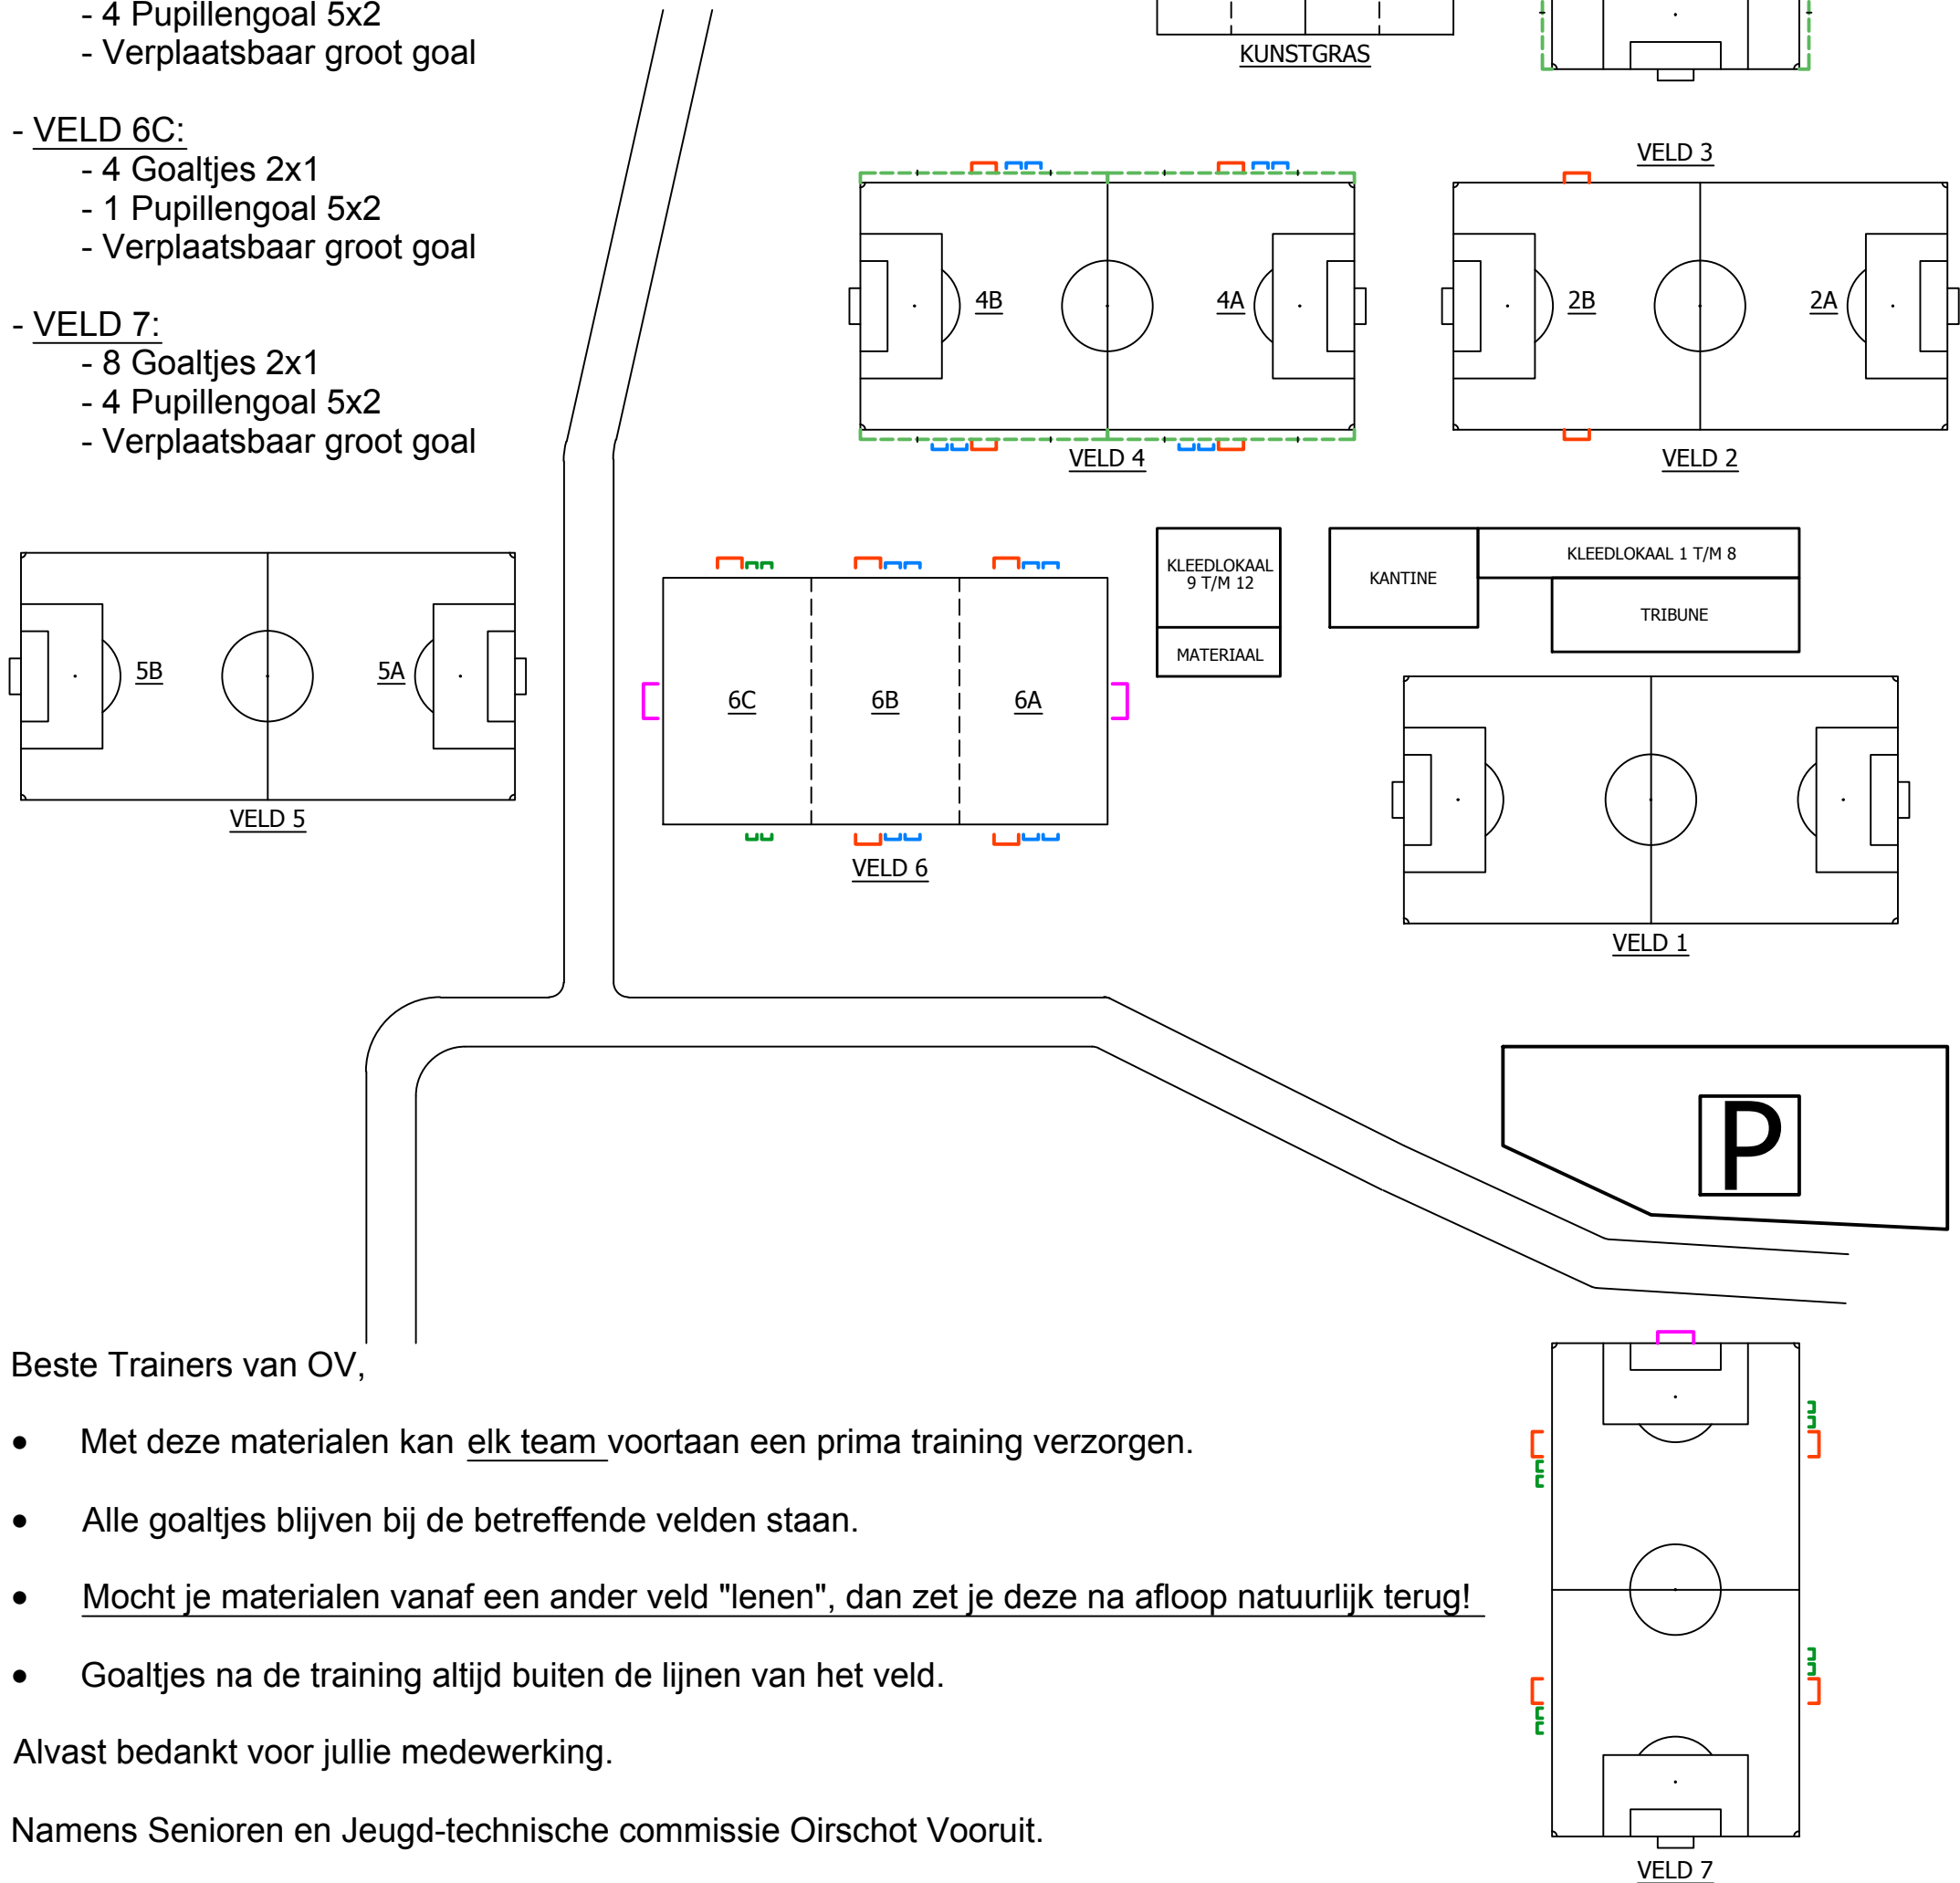 - 4 Pupillengoal 5x2
- Verplaatsbaar groot goal
- VELD 6C:
- 4 Goaltjes 2x1
- 1 Pupillengoal 5x2
- Verplaatsbaar groot goal
- VELD 7:
- 8 Goaltjes 2x1
- 4 Pupillengoal 5x2
- Verplaatsbaar groot goal
KUNSTGRAS
VELD 3
4B
4A
VELD 4
2B
2A
VELD 2
5B
5A
VELD 5
6C
6B
6A
VELD 6
KLEEDLOKAAL
9 T/M 12
MATERIAAL
KANTINE
KLEEDLOKAAL 1 T/M 8
TRIBUNE
VELD 1
P
Beste Trainers van OV,
• Met deze materialen kan elk team voortaan een prima training verzorgen.
• Alle goaltjes blijven bij de betreffende velden staan.
• Mocht je materialen vanaf een ander veld "lenen", dan zet je deze na afloop natuurlijk terug!
• Goaltjes na de training altijd buiten de lijnen van het veld.
Alvast bedankt voor jullie medewerking.
Namens Senioren en Jeugd-technische commissie Oirschot Vooruit.
VELD 7